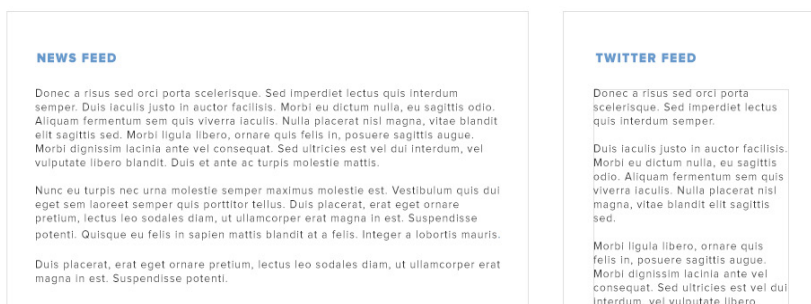 NEWS FEED
Donec a risus sed orci porta scelerisque. Sed imperdiet lectus quis interdum
semper. Duis iaculis justo in auctor facilisis. Morbi eu dictum nulla, eu sagittis odio.
Aliquam fermentum sem quis viverra iaculis. Nulla placerat nisl magna, vitae blandit
elit sagittis sed. Morbi ligula libero, ornare quis felis in, posuere sagittis augue.
Morbi dignissim lacinia ante vel consequat. Sed ultricies est vel dui interdum, vel
vulputate libero blandit. Duis et ante ac turpis molestie mattis.
Nunc eu turpis nec urna molestie semper maximus molestie est. Vestibulum quis dui
eget sem laoreet semper quis porttitor tellus. Duis placerat, erat eget ornare
pretium, lectus leo sodales diam, ut ullamcorper erat magna in est. Suspendisse
potenti. Quisque eu felis in sapien mattis blandit at a felis. Integer a lobortis mauris.
Duis placerat, erat eget ornare pretium, lectus leo sodales diam, ut ullamcorper erat
magna in est. Suspendisse potenti.
TWITTER FEED
Donec a risus sed orci porta
scelerisque. Sed imperdiet lectus
quis interdum semper.
Duis iaculis justo in auctor facilisis.
Morbi eu dictum nulla, eu sagittis
odio. Aliquam fermentum sem quis
viverra iaculis. Nulla placerat nisl
magna, vitae blandit elit sagittis
sed.
Morbi ligula libero, ornare quis
felis in, posuere sagittis augue.
Morbi dignissim lacinia ante vel
consequat. Sed ultricies est vel dui
interdum, vel vulputate libero